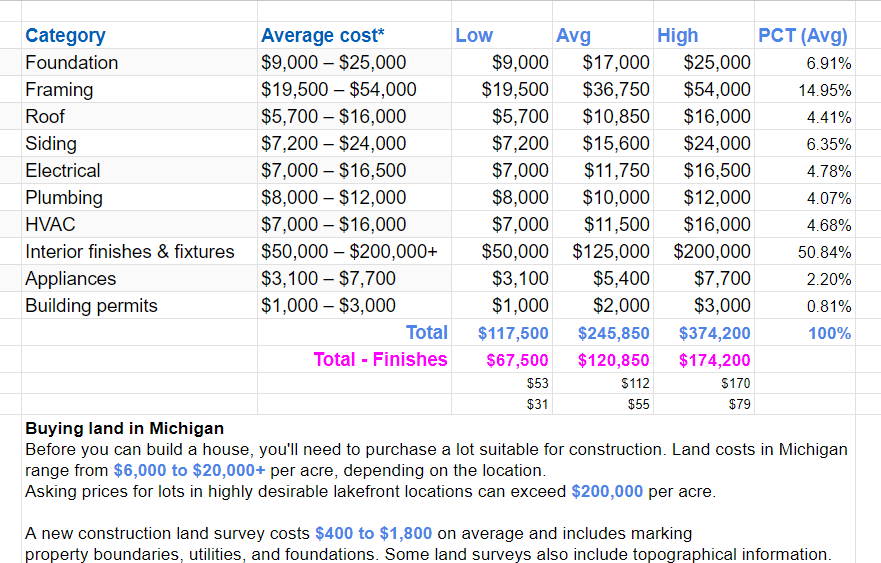 Category Average cost* Low Avg High PCT (Avg)
Foundation $9,000 – $25,000 $9,000 $17,000 $25,000 6.91%
Framing $19,500 – $54,000 $19,500 $36,750 $54,000 14.95%
Roof $5,700 – $16,000 $5,700 $10,850 $16,000 4.41%
Siding $7,200 – $24,000 $7,200 $15,600 $24,000 6.35%
Electrical $7,000 – $16,500 $7,000 $11,750 $16,500 4.78%
Plumbing $8,000 – $12,000 $8,000 $10,000 $12,000 4.07%
HVAC $7,000 – $16,000 $7,000 $11,500 $16,000 4.68%
Interior finishes & fixtures $50,000 – $200,000+ $50,000 $125,000 $200,000 50.84%
Appliances $3,100 – $7,700 $3,100 $5,400 $7,700 2.20%
Building permits $1,000 – $3,000 $1,000 $2,000 $3,000 0.81%
Total $117,500 $245,850 $374,200 100%
Total - Finishes $67,500 $120,850 $174,200
$53 $112 $170
$31 $55 $79
Buying land in Michigan
Before you can build a house, you'll need to purchase a lot suitable for construction. Land costs in Michigan
range from $6,000 to $20,000+ per acre, depending on the location.
Asking prices for lots in highly desirable lakefront locations can exceed $200,000 per acre.
A new construction land survey costs $400 to $1,800 on average and includes marking
property boundaries, utilities, and foundations. Some land surveys also include topographical information.